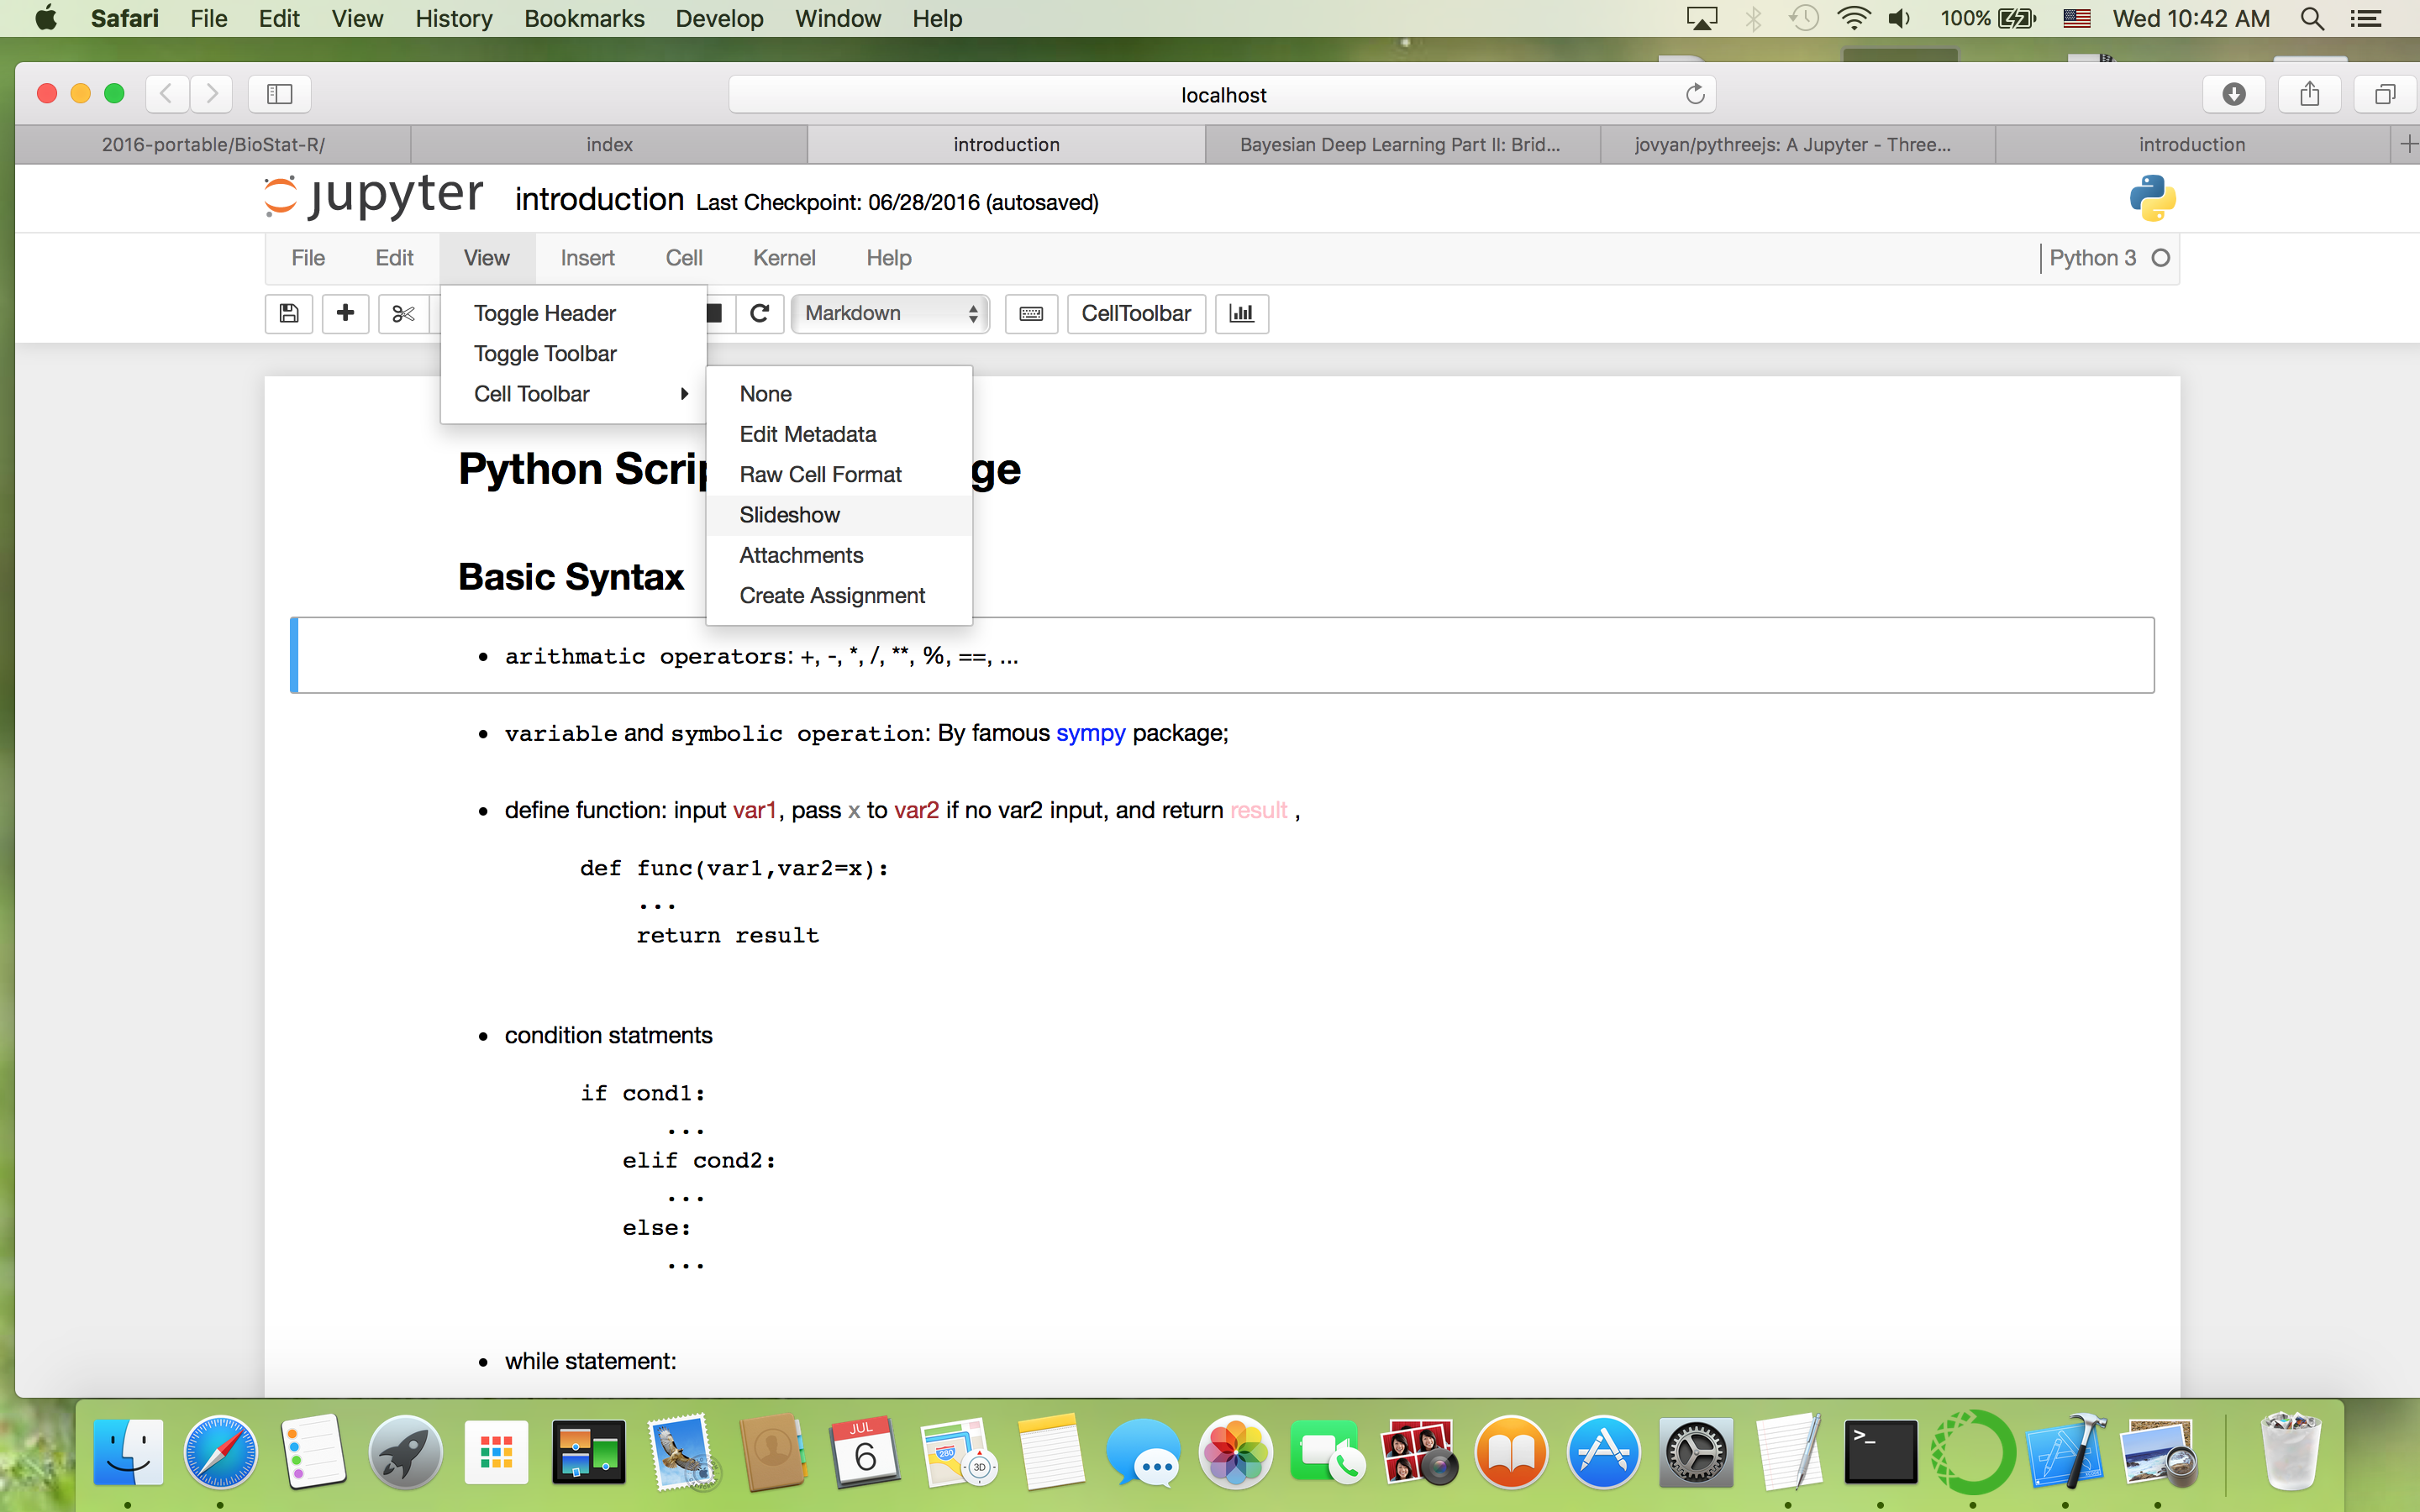 Safari File Edit View History Bookmarks Develop Window Help 100% Wed 10:42 AM
localhost
2016-portable/BioStat-R/ index introduction Bayesian Deep Learning Part II: Brid... jovyan/pythreejs: A Jupyter - Three... introduction
jupyter introduction Last Checkpoint: 06/28/2016 (autosaved)
File Edit View Insert Cell Kernel Help Python 3
Toggle Header Markdown CellToolbar
Toggle Toolbar
Cell Toolbar
None
Edit Metadata
Raw Cell Format
Slideshow
Attachments
Create Assignment
Python
Basic Syntax
arithmatic operators: +, -, *, /, **, %, ==, ...
variable and symbolic operation: By famous sympy package;
define function: input var1, pass x to var2 if no var2 input, and return result ,
def func(var1,var2=x):
...
return result
condition statments
if cond1:
...
elif cond2:
...
else:
...
while statement:
JUL
6
280
3D
>_